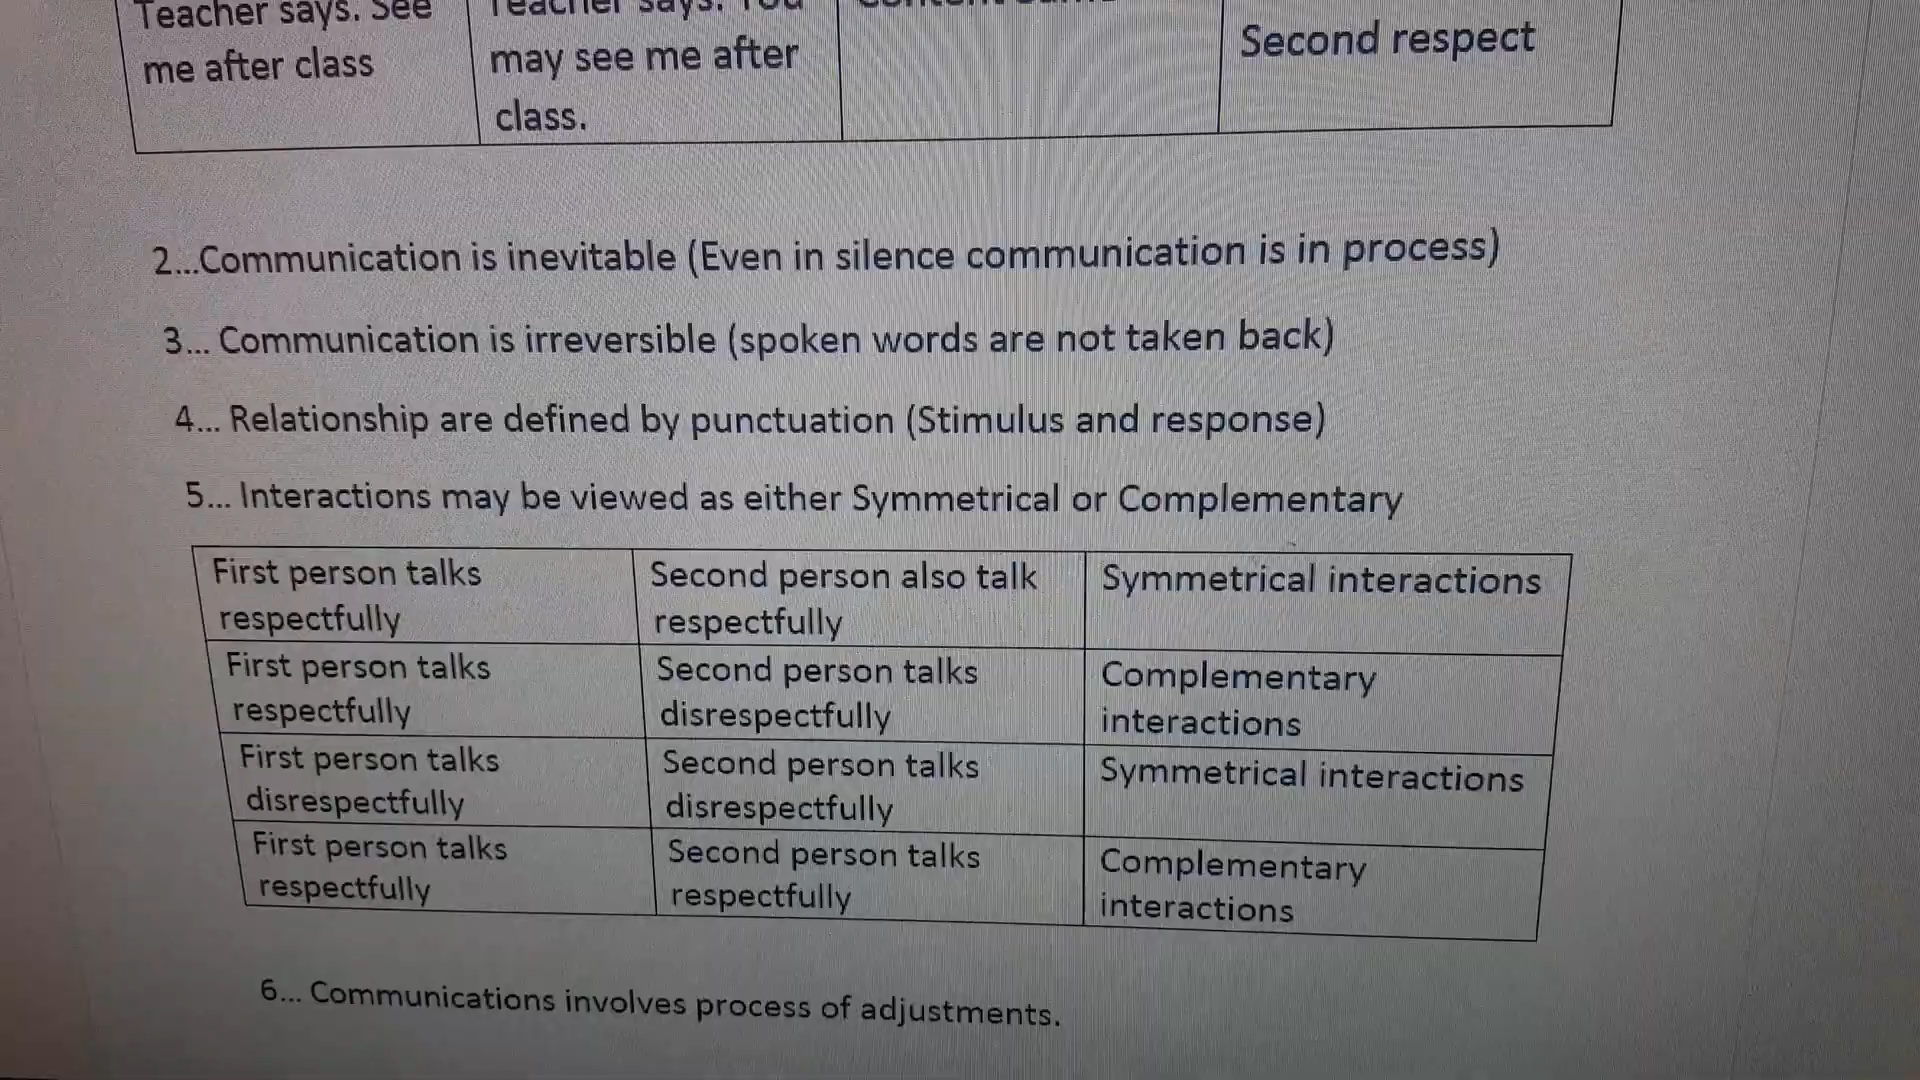 Teacher says. See
me after class
Teacher says. You
may see me after
class.
Second respect
2...Communication is inevitable (Even in silence communication is in process)
3... Communication is irreversible (spoken words are not taken back)
4... Relationship are defined by punctuation (Stimulus and response)
5... Interactions may be viewed as either Symmetrical or Complementary
First person talks
respectfully
Second person also talk
respectfully
Symmetrical interactions
First person talks
respectfully
Second person talks
disrespectfully
Complementary
interactions
First person talks
disrespectfully
Second person talks
disrespectfully
Symmetrical interactions
First person talks
respectfully
Second person talks
respectfully
Complementary
interactions
6... Communications involves process of adjustments.